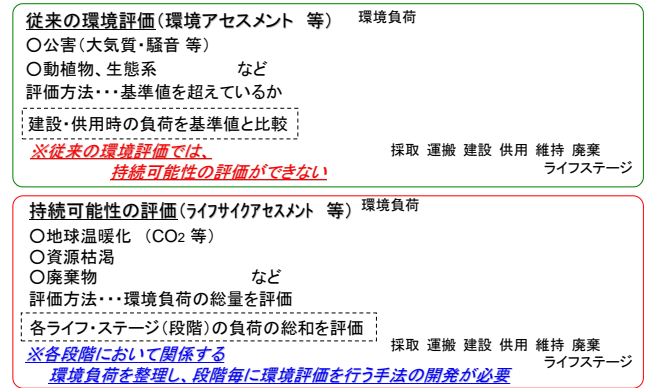 従来の環境評価(環境アセスメント 等) 環境負荷
○公害(大気質・騒音 等)
○動植物、生態系 など
評価方法・・・基準値を超えているか
建設・供用時の負荷を基準値と比較
※従来の環境評価では、
持続可能性の評価ができない
採取 運搬 建設 供用 維持 廃棄
ライフステージ
持続可能性の評価(ライフサイクアセスメント 等) 環境負荷
○地球温暖化 (CO2 等)
○資源枯渇
○廃棄物 など
評価方法・・・環境負荷の総量を評価
各ライフ・ステージ(段階)の負荷の総和を評価
採取 運搬 建設 供用 維持 廃棄
ライフステージ
※各段階において関係する
環境負荷を整理し、段階毎に環境評価を行う手法の開発が必要